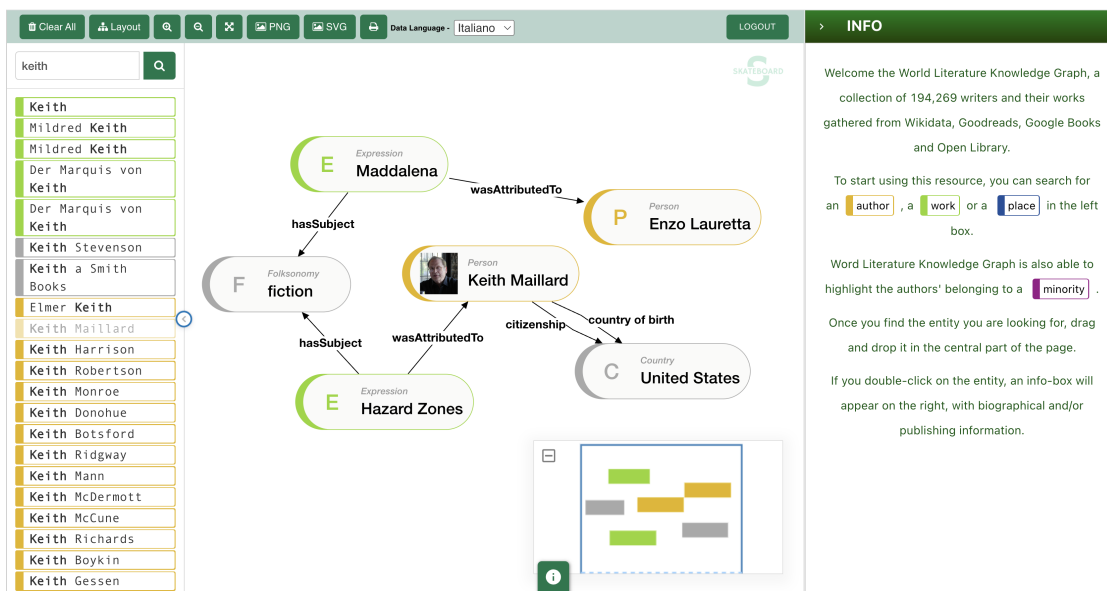 Clear All
Layout
PNG
SVG
Data Language -
Italiano
LOGOUT
INFO
keith
SKATEBOARD
S
Keith
Mildred Keith
Mildred Keith
Der Marquis von
Keith
Der Marquis von
Keith
Keith Stevenson
Keith a Smith
Books
Elmer Keith
Keith Maillard
Keith Harrison
Keith Robertson
Keith Monroe
Keith Donohue
Keith Botsford
Keith Ridgway
Keith Mann
Keith McDermott
Keith McCune
Keith Richards
Keith Boykin
Keith Gessen
E
Expression
Maddalena
wasAttributedTo
P
Person
Enzo Lauretta
hasSubject
F
Folksonomy
fiction
Person
Keith Maillard
citizenship
country of birth
hasSubject
wasAttributedTo
C
Country
United States
E
Expression
Hazard Zones
Welcome the World Literature Knowledge Graph, a
collection of 194,269 writers and their works
gathered from Wikidata, Goodreads, Google Books
and Open Library.
To start using this resource, you can search for
an author , a work or a place in the left
box.
Word Literature Knowledge Graph is also able to
highlight the authors' belonging to a minority .
Once you find the entity you are looking for, drag
and drop it in the central part of the page.
If you double-click on the entity, an info-box will
appear on the right, with biographical and/or
publishing information.